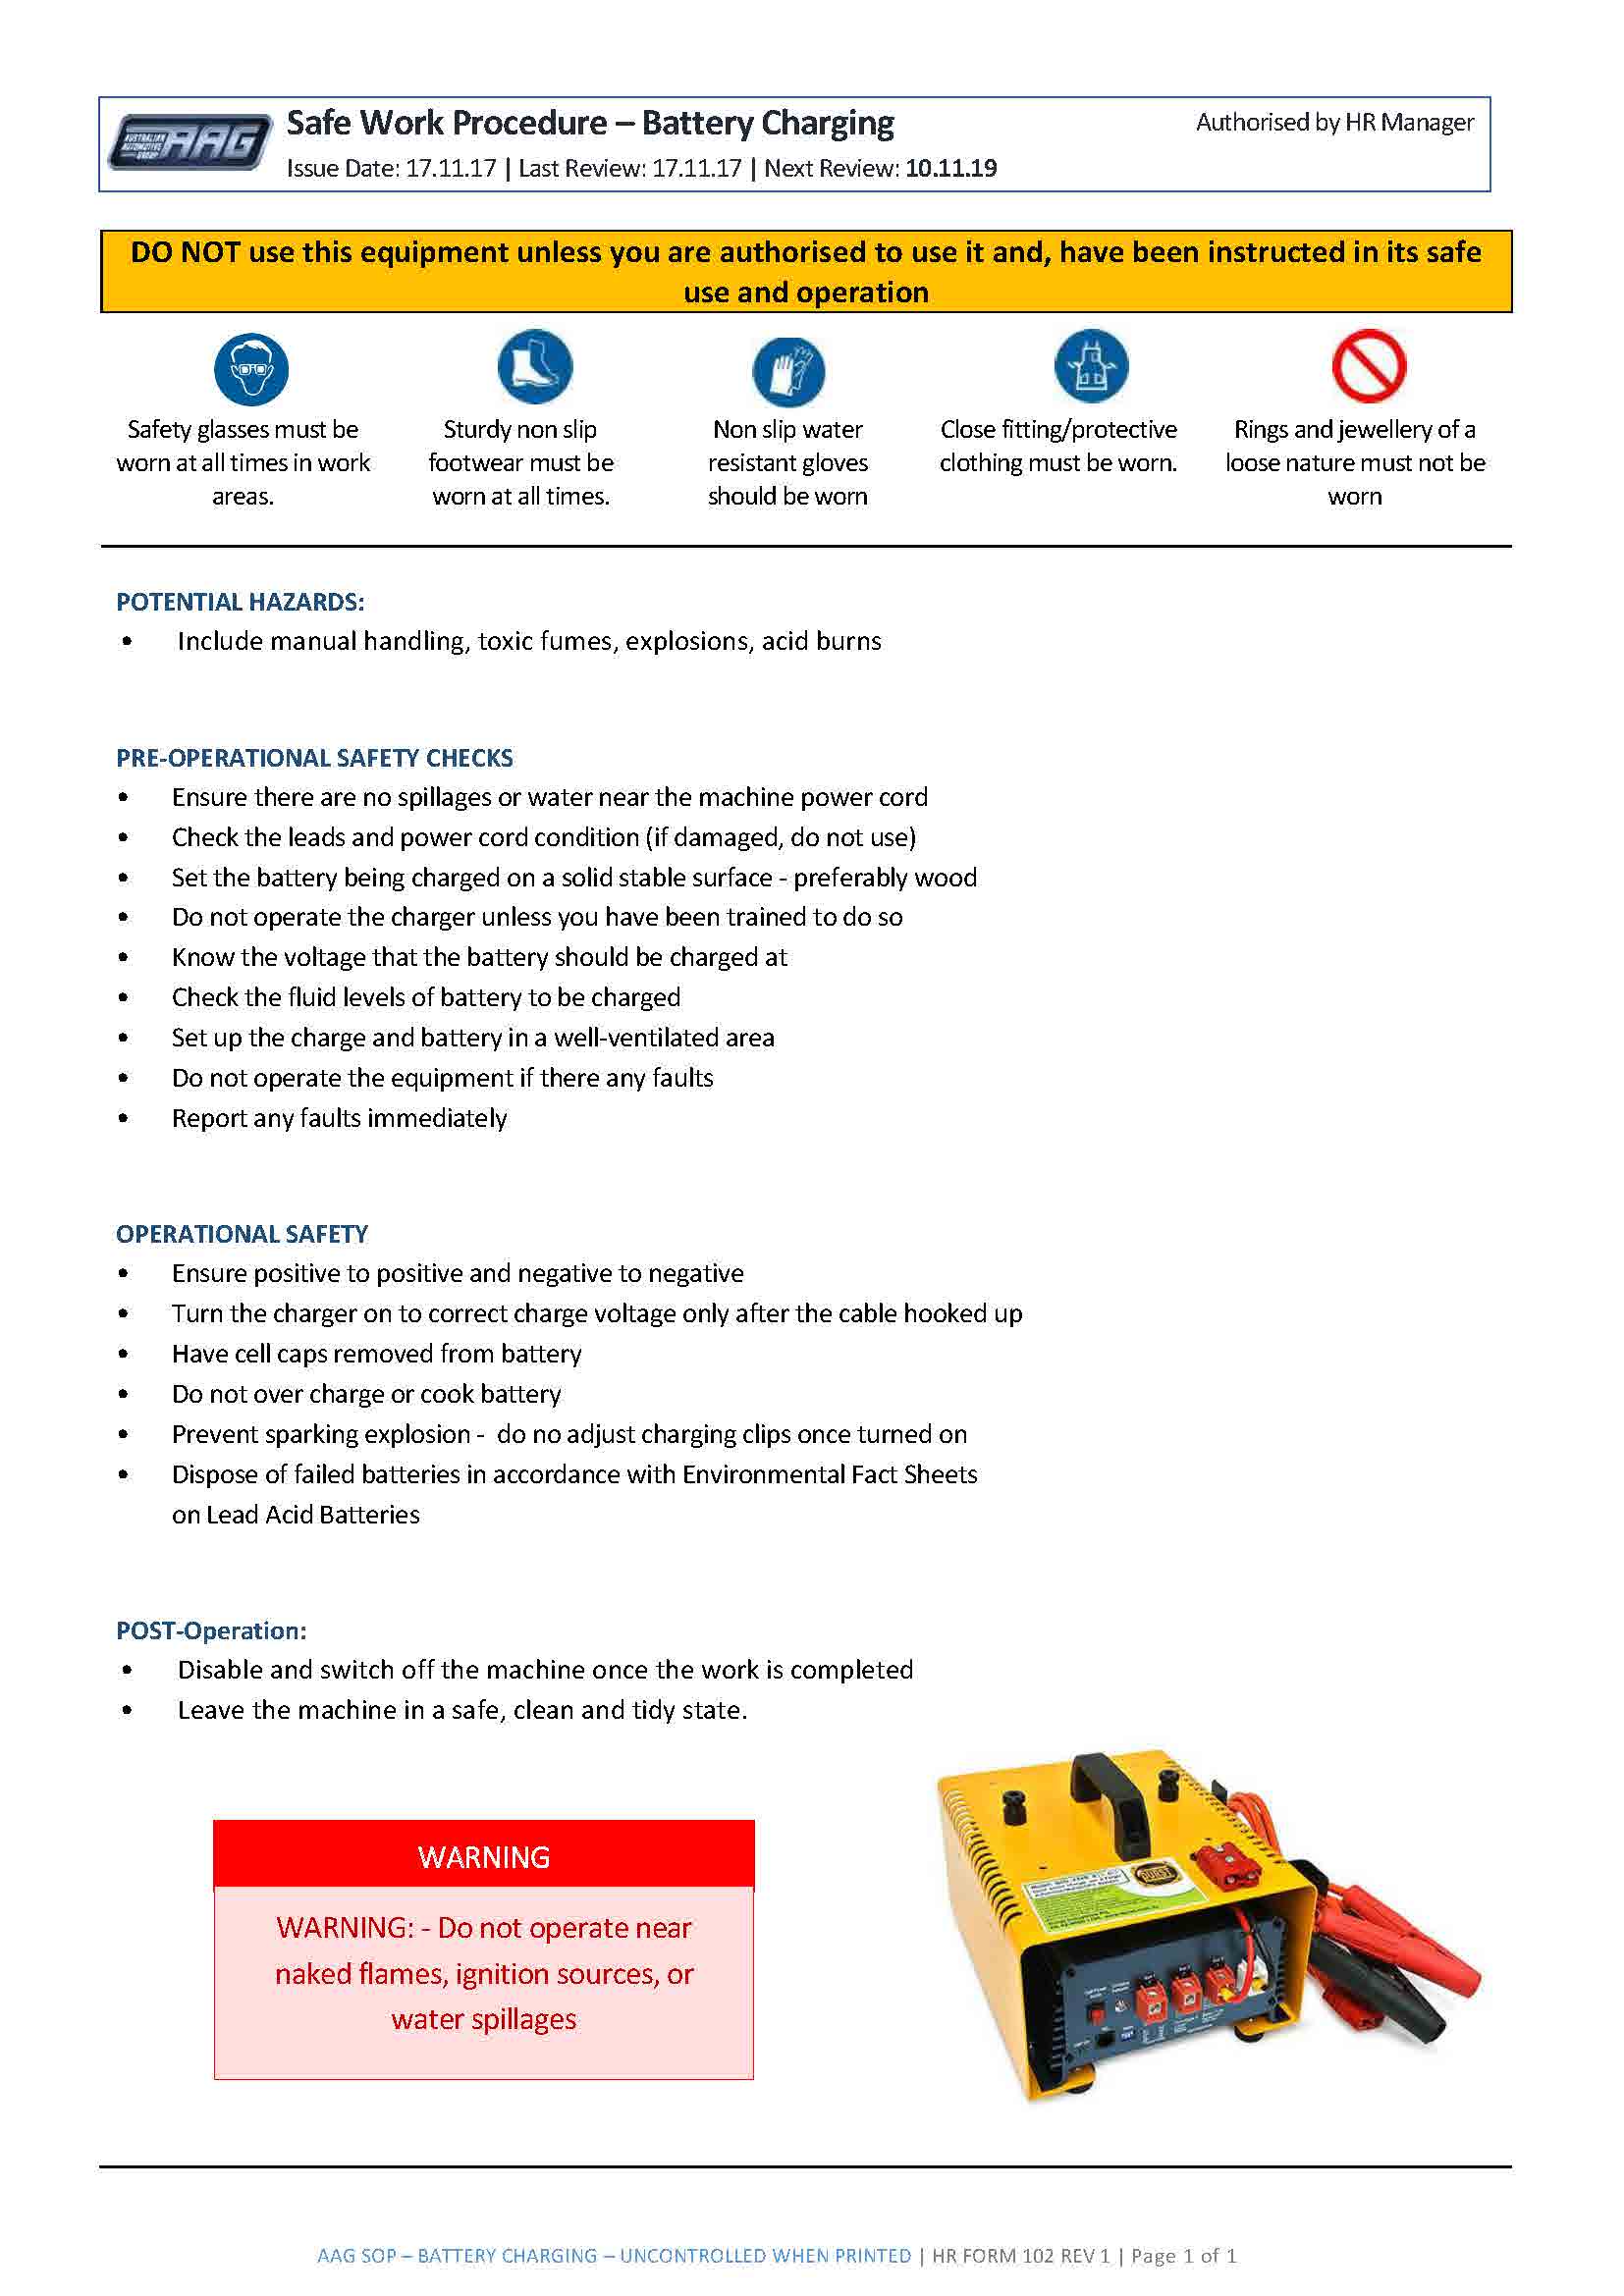 AUSTRALIAN
AUTOMOTIVE
GROUP
AAG
Safe Work Procedure – Battery Charging
Authorised by HR Manager
Issue Date: 17.11.17 | Last Review: 17.11.17 | Next Review: 10.11.19
DO NOT use this equipment unless you are authorised to use it and, have been instructed in its safe
use and operation
Safety glasses must be
worn at all times in work
areas.
Sturdy non slip
footwear must be
worn at all times.
Non slip water
resistant gloves
should be worn
Close fitting/protective
clothing must be worn.
Rings and jewellery of a
loose nature must not be
worn
POTENTIAL HAZARDS:
• Include manual handling, toxic fumes, explosions, acid burns
PRE-OPERATIONAL SAFETY CHECKS
• Ensure there are no spillages or water near the machine power cord
• Check the leads and power cord condition (if damaged, do not use)
• Set the battery being charged on a solid stable surface - preferably wood
• Do not operate the charger unless you have been trained to do so
• Know the voltage that the battery should be charged at
• Check the fluid levels of battery to be charged
• Set up the charge and battery in a well-ventilated area
• Do not operate the equipment if there any faults
• Report any faults immediately
OPERATIONAL SAFETY
• Ensure positive to positive and negative to negative
• Turn the charger on to correct charge voltage only after the cable hooked up
• Have cell caps removed from battery
• Do not over charge or cook battery
• Prevent sparking explosion - do no adjust charging clips once turned on
• Dispose of failed batteries in accordance with Environmental Fact Sheets
on Lead Acid Batteries
POST-Operation:
• Disable and switch off the machine once the work is completed
• Leave the machine in a safe, clean and tidy state.
WARNING
WARNING: - Do not operate near
naked flames, ignition sources, or
water spillages
AAG SOP – BATTERY CHARGING – UNCONTROLLED WHEN PRINTED | HR FORM 102 REV 1 | Page 1 of 1